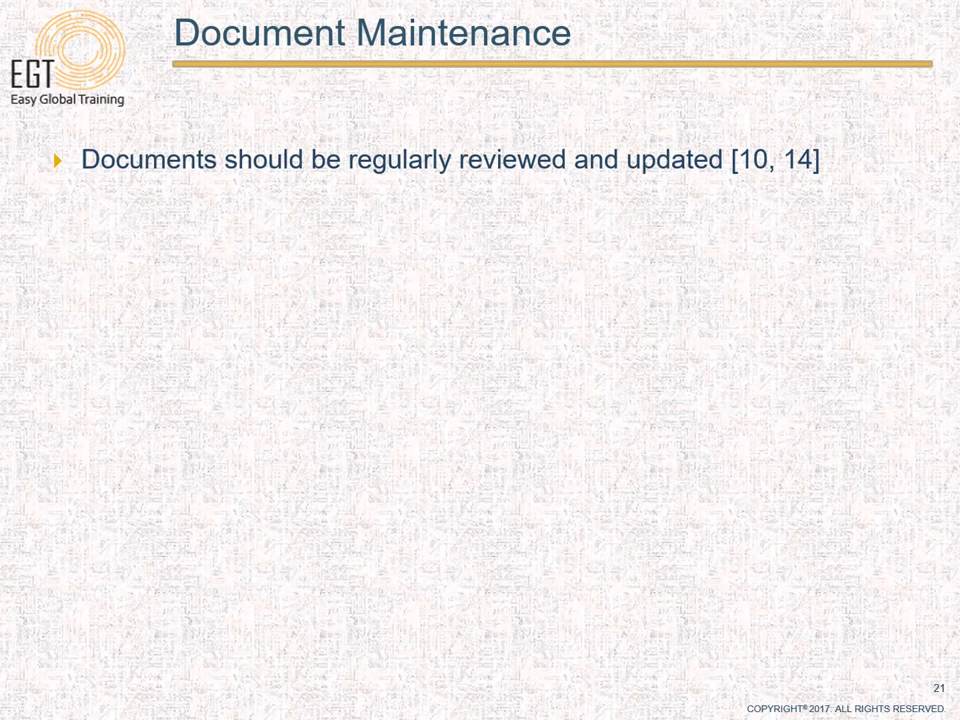 Document Maintenance
EGT
Easy Global Training
Documents should be regularly reviewed and updated [10, 14]
21
COPYRIGHT® 2017. ALL RIGHTS RESERVED.